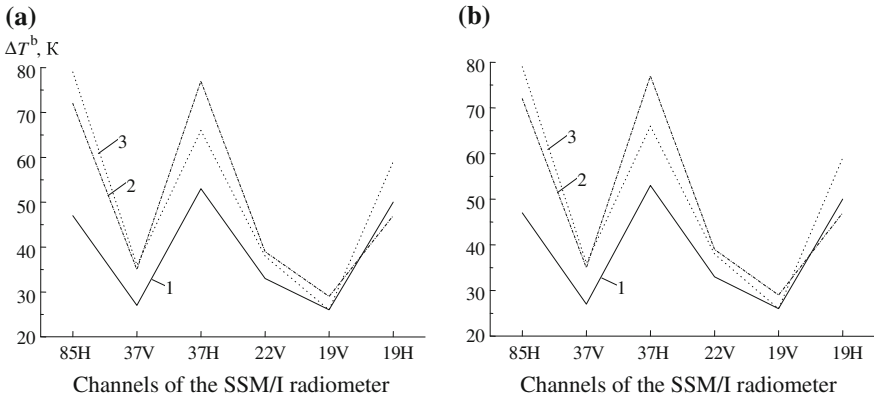 (a)
ΔT^b, K
80
70
60
50
40
30
20
3
2
1
85H 37V 37H 22V 19V 19H
Channels of the SSM/I radiometer
(b)
80
70
60
50
40
30
20
3
2
1
85H 37V 37H 22V 19V 19H
Channels of the SSM/I radiometer